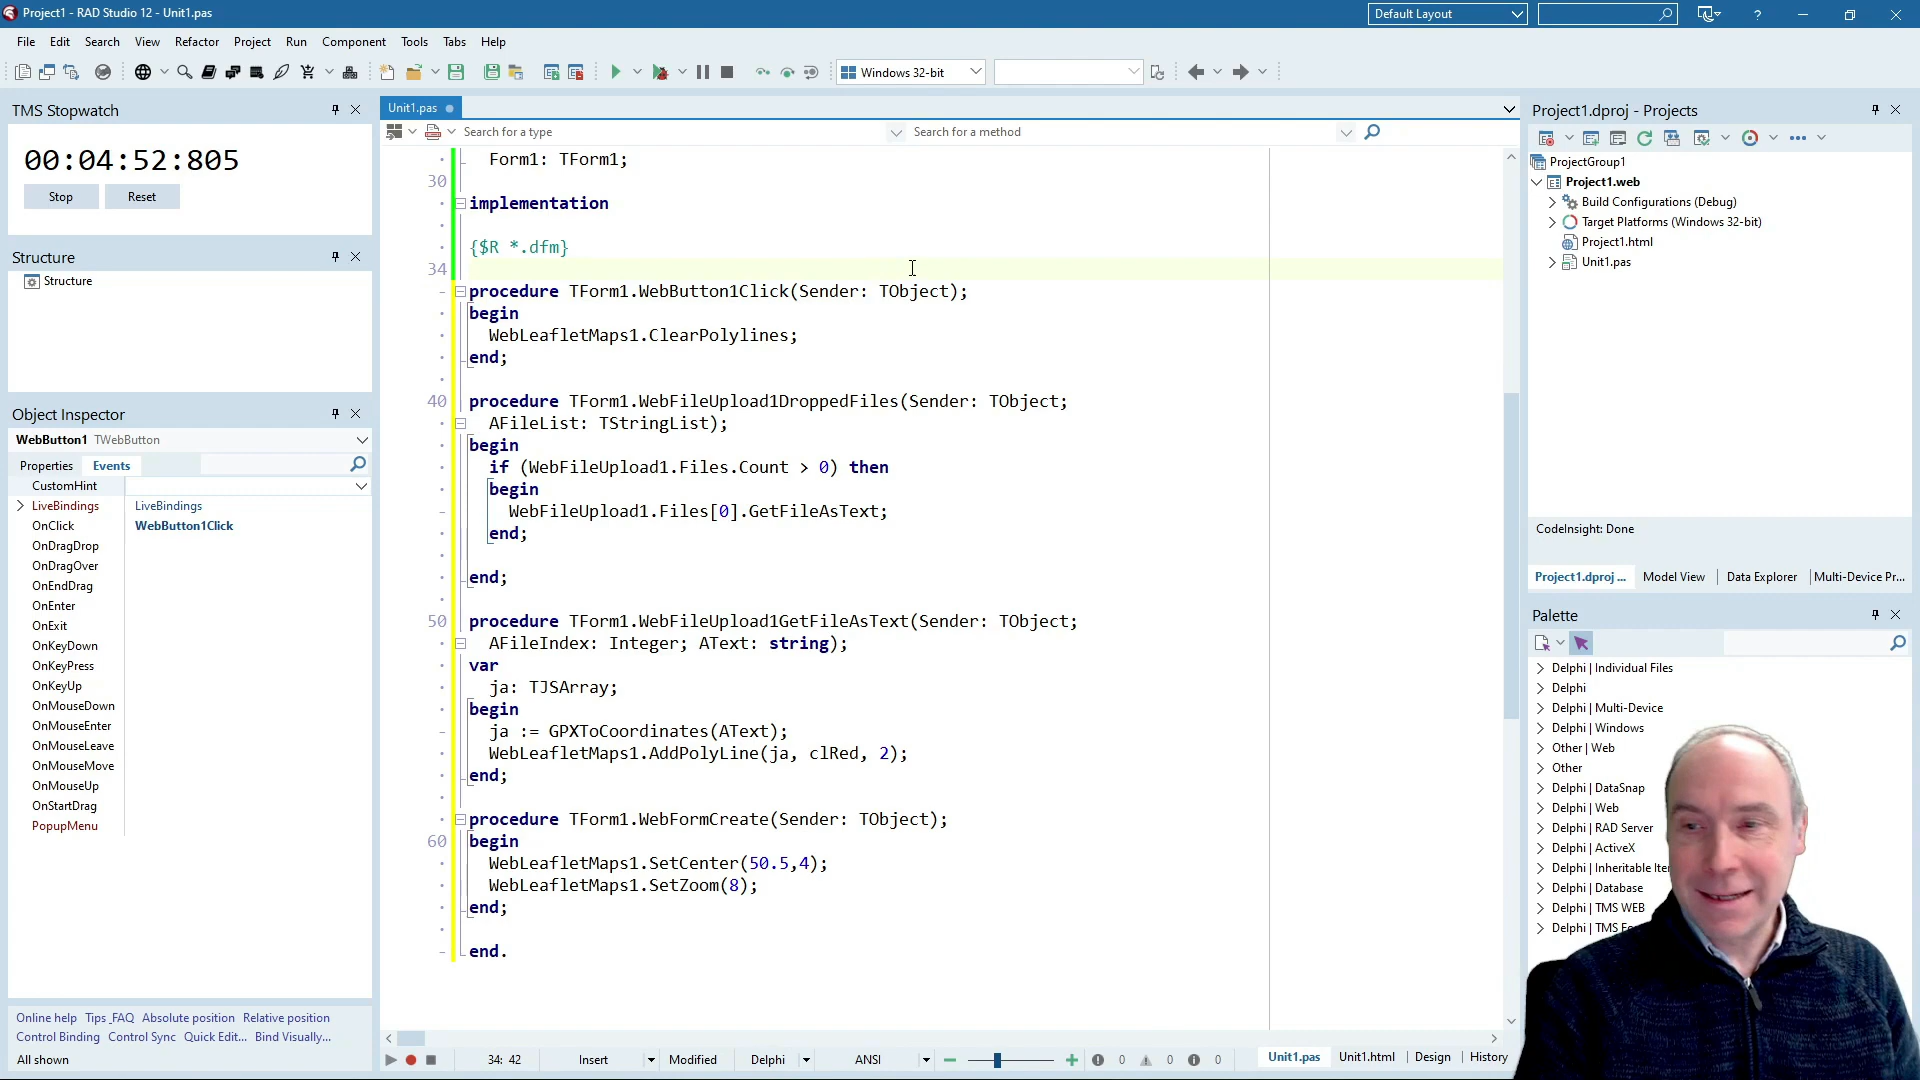 Project1 - RAD Studio 12 - Unit1.pas
Default Layout
File Edit Search View Refactor Project Run Component Tools Tabs Help
Windows 32-bit
TMS Stopwatch
00:04:52:805
Stop Reset
Structure
Structure
Object Inspector
WebButton1 TWebButton
Properties Events
CustomHint
LiveBindings LiveBindings
OnClick WebButton1Click
OnDragDrop
OnDragOver
OnEndDrag
OnEnter
OnExit
OnKeyDown
OnKeyPress
OnKeyUp
OnMouseDown
OnMouseEnter
OnMouseLeave
OnMouseMove
OnMouseUp
OnStartDrag
PopupMenu
Online help Tips_FAQ Absolute position Relative position
Control Binding Control Sync Quick Edit... Bind Visually...
All shown
Unit1.pas
Search for a type Search for a method
Form1: TForm1;
30
implementation
{$R *.dfm}
34
procedure TForm1.WebButton1Click(Sender: TObject);
begin
WebLeafletMaps1.ClearPolylines;
end;
40 procedure TForm1.WebFileUpload1DroppedFiles(Sender: TObject;
AFileList: TStringList);
begin
if (WebFileUpload1.Files.Count > 0) then
begin
WebFileUpload1.Files[0].GetFileAsText;
end;
end;
50 procedure TForm1.WebFileUpload1GetFileAsText(Sender: TObject;
AFileIndex: Integer; AText: string);
var
ja: TJSArray;
begin
ja := GPXToCoordinates(AText);
WebLeafletMaps1.AddPolyLine(ja, clRed, 2);
end;
procedure TForm1.WebFormCreate(Sender: TObject);
60 begin
WebLeafletMaps1.SetCenter(50.5,4);
WebLeafletMaps1.SetZoom(8);
end;
end.
34: 42 Insert Modified Delphi ANSI 0 0 0 Unit1.pas Unit1.html Design History
Project1.dproj - Projects
ProjectGroup1
Project1.web
Build Configurations (Debug)
Target Platforms (Windows 32-bit)
Project1.html
Unit1.pas
CodeInsight: Done
Project1.dproj ... Model View Data Explorer Multi-Device Pr...
Palette
Delphi | Individual Files
Delphi
Delphi | Multi-Device
Delphi | Windows
Other | Web
Other
Delphi | DataSnap
Delphi | Web
Delphi | RAD Server
Delphi | ActiveX
Delphi | Inheritable
Delphi | Database
Delphi | TMS WEB
Delphi | TMS